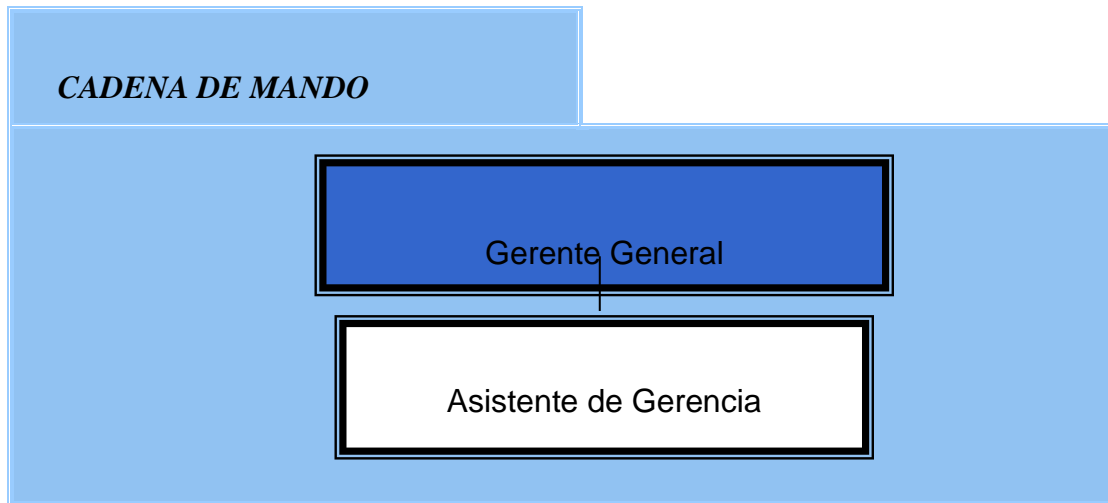 CADENA DE MANDO
Gerente General
Asistente de Gerencia